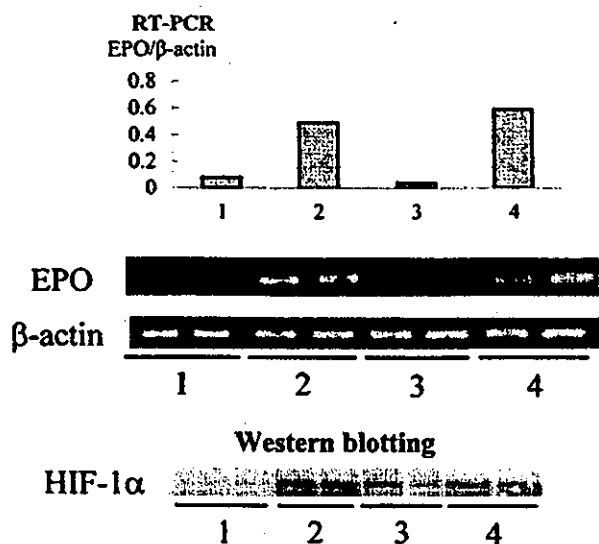 RT-PCR
EPO/β-actin
0.8
0.6
0.4
0.2
0
1 2 3 4
EPO
β-actin
1 2 3 4
Western blotting
HIF-1α
1 2 3 4